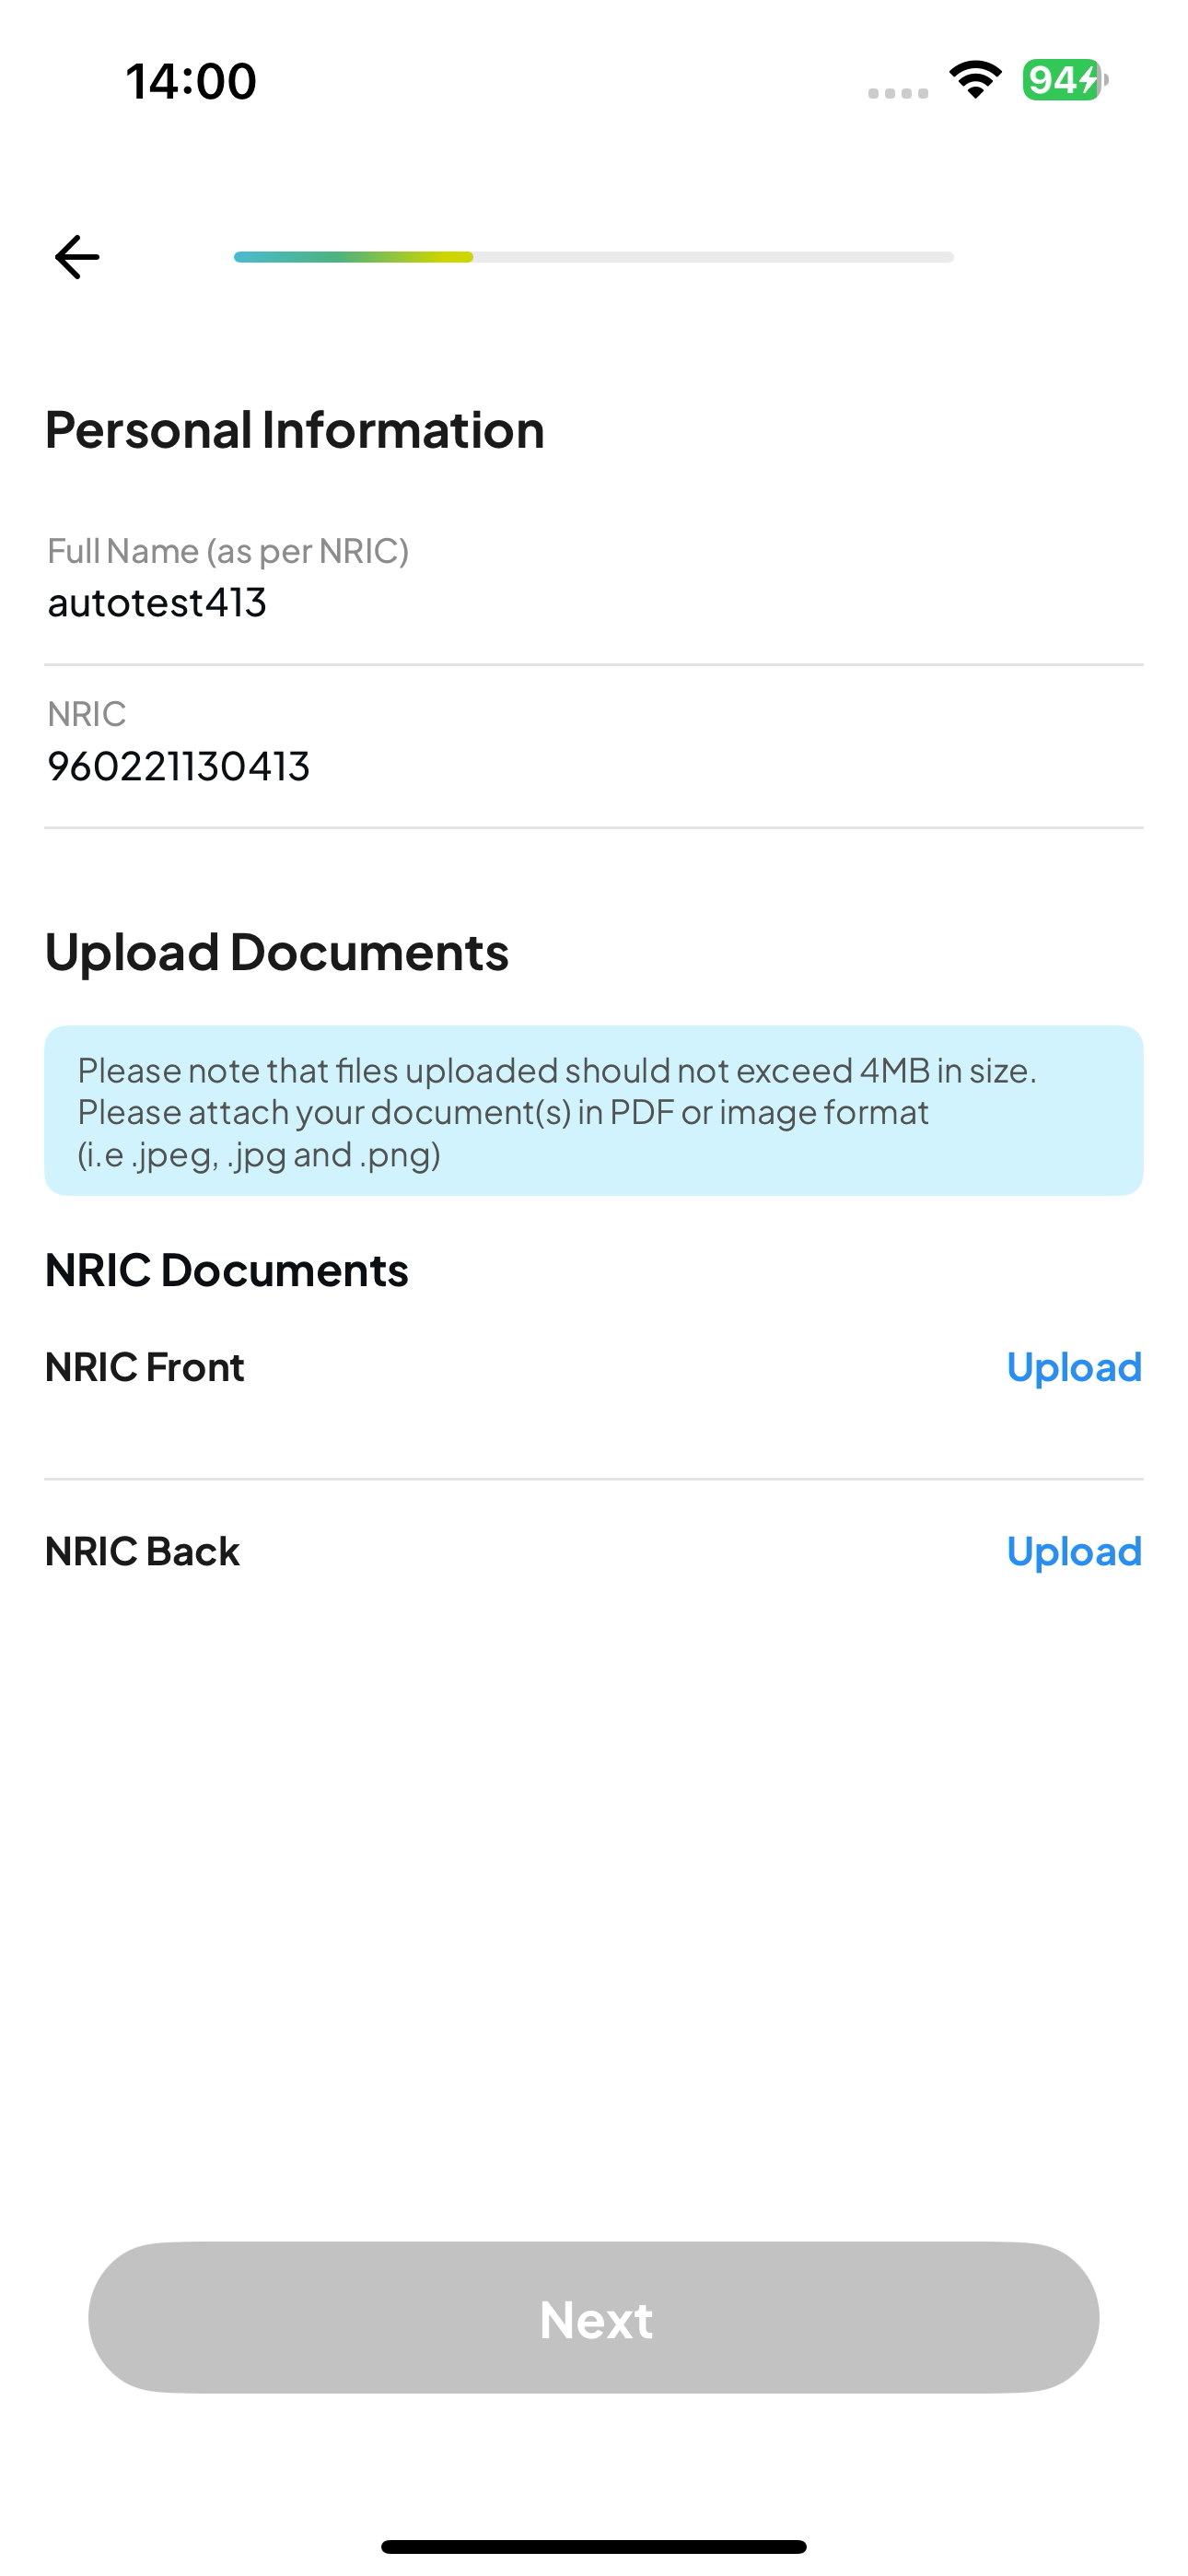 14:00
94
Personal Information
Full Name (as per NRIC)
autotest413
NRIC
960221130413
Upload Documents
Please note that files uploaded should not exceed 4MB in size.
Please attach your document(s) in PDF or image format
(i.e .jpeg, .jpg and .png)
NRIC Documents
NRIC Front
Upload
NRIC Back
Upload
Next